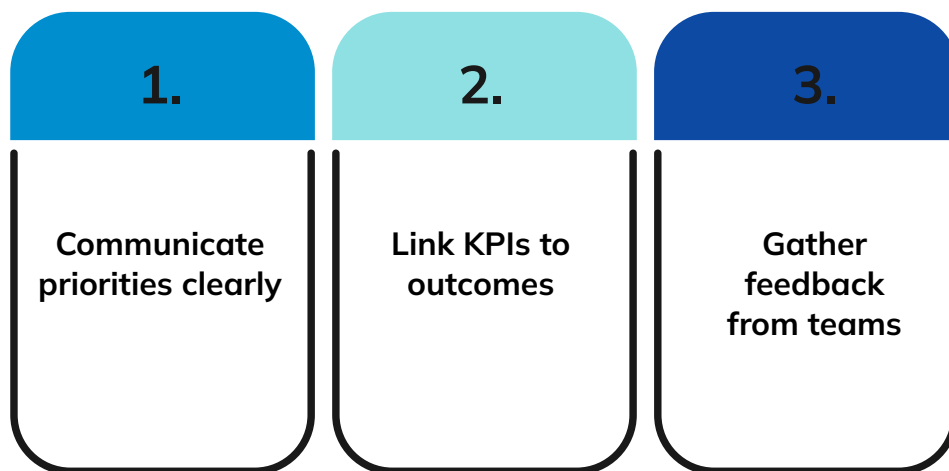 1.
Communicate
priorities clearly
2.
Link KPIs to
outcomes
3.
Gather
feedback
from teams